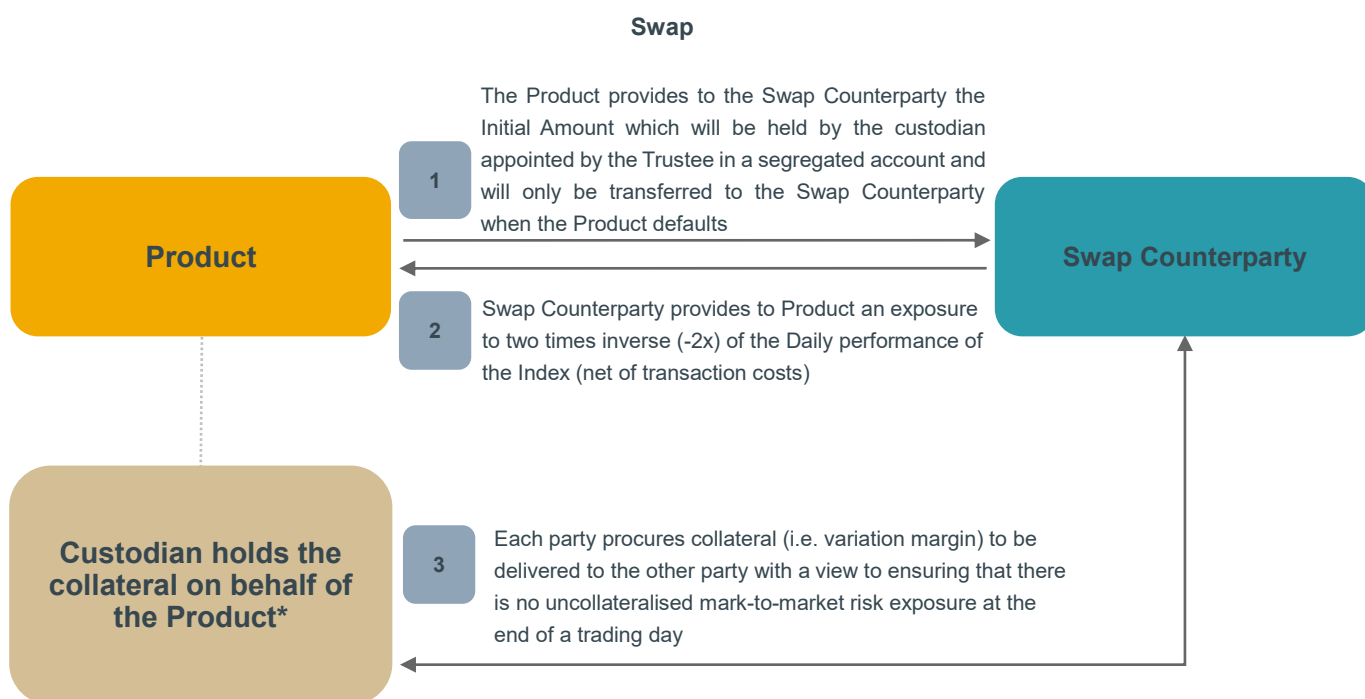 Swap
The Product provides to the Swap Counterparty the
Initial Amount which will be held by the custodian
appointed by the Trustee in a segregated account and
will only be transferred to the Swap Counterparty
when the Product defaults
1
Product
Swap Counterparty
2
Swap Counterparty provides to Product an exposure
to two times inverse (-2x) of the Daily performance of
the Index (net of transaction costs)
Custodian holds the
collateral on behalf of
the Product*
3
Each party procures collateral (i.e. variation margin) to be
delivered to the other party with a view to ensuring that there
is no uncollateralised mark-to-market risk exposure at the
end of a trading day